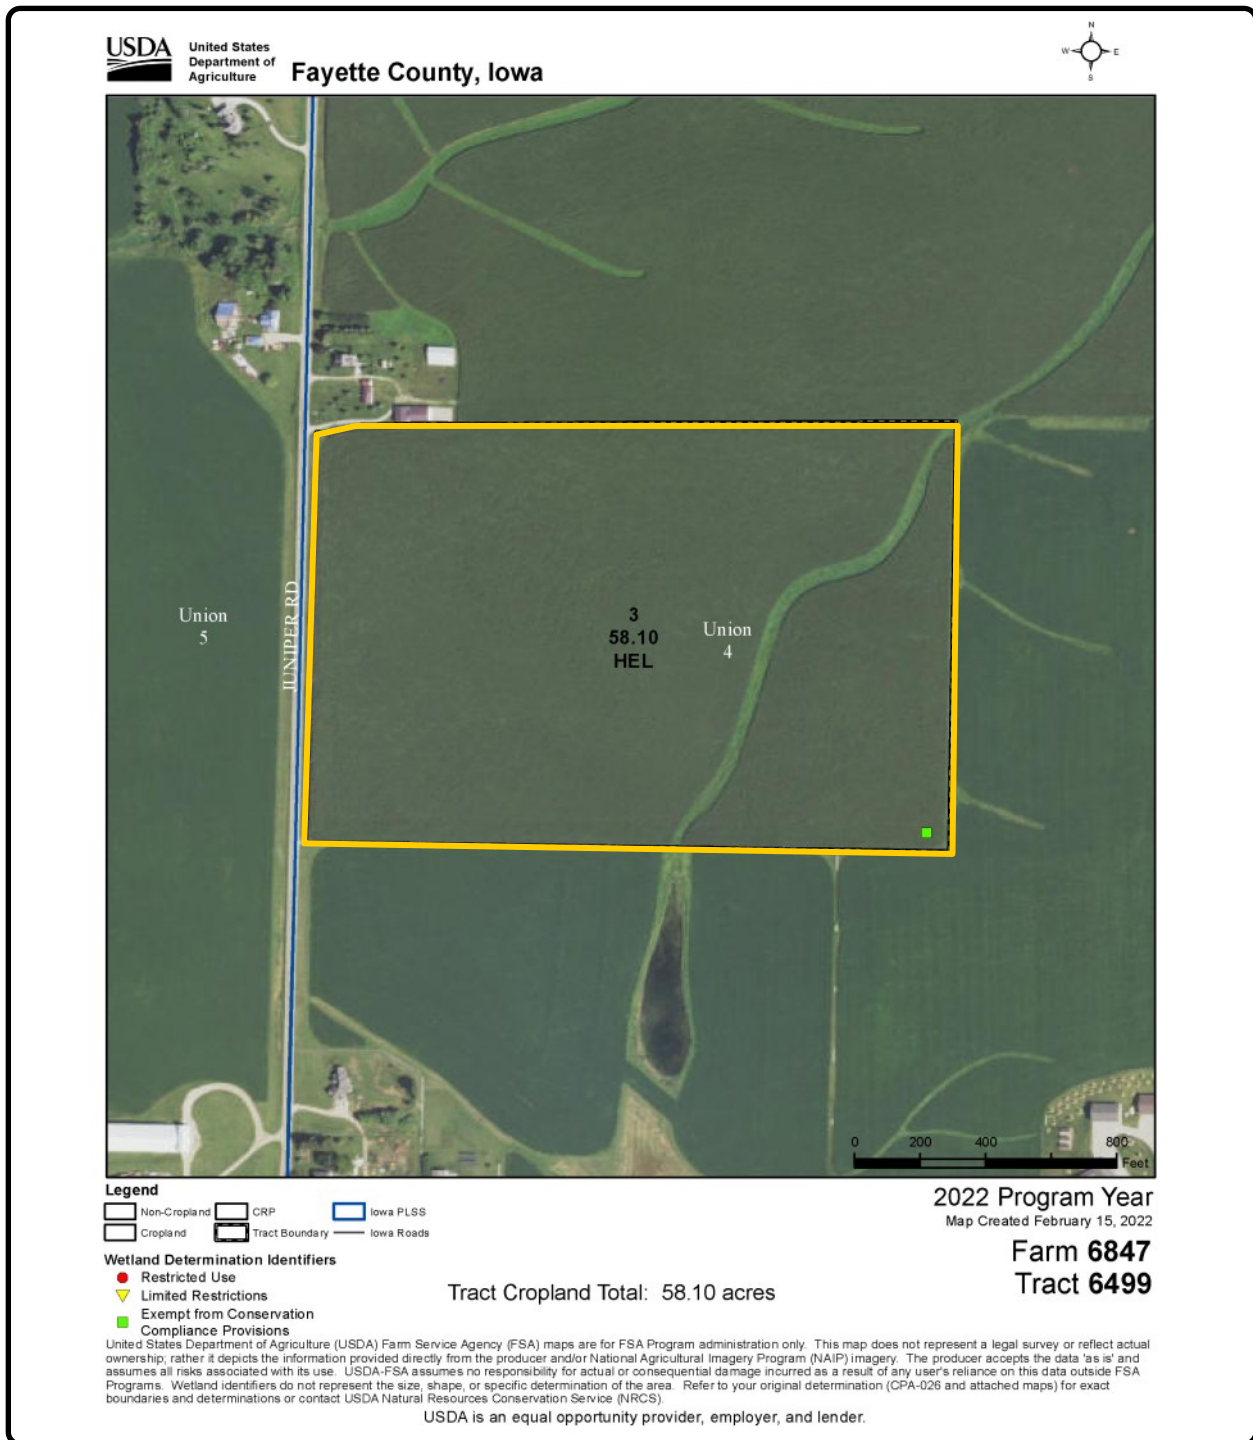 USDA
United States
Department of
Agriculture
Fayette County, Iowa
N
W
E
S
JUNIPER RD
Union
5
3
58.10
HEL
Union
4
0
200
400
800
Feet
Legend
Non-Cropland
CRP
Iowa PLSS
Cropland
Tract Boundary
Iowa Roads
Wetland Determination Identifiers
Restricted Use
Limited Restrictions
Exempt from Conservation
Compliance Provisions
Tract Cropland Total: 58.10 acres
2022 Program Year
Map Created February 15, 2022
Farm 6847
Tract 6499
United States Department of Agriculture (USDA) Farm Service Agency (FSA) maps are for FSA Program administration only. This map does not represent a legal survey or reflect actual
ownership; rather it depicts the information provided directly from the producer and/or National Agricultural Imagery Program (NAIP) imagery. The producer accepts the data 'as is' and
assumes all risks associated with its use. USDA-FSA assumes no responsibility for actual or consequential damage incurred as a result of any user's reliance on this data outside FSA
Programs. Wetland identifiers do not represent the size, shape, or specific determination of the area. Refer to your original determination (CPA-026 and attached maps) for exact
boundaries and determinations or contact USDA Natural Resources Conservation Service (NRCS).
USDA is an equal opportunity provider, employer, and lender.